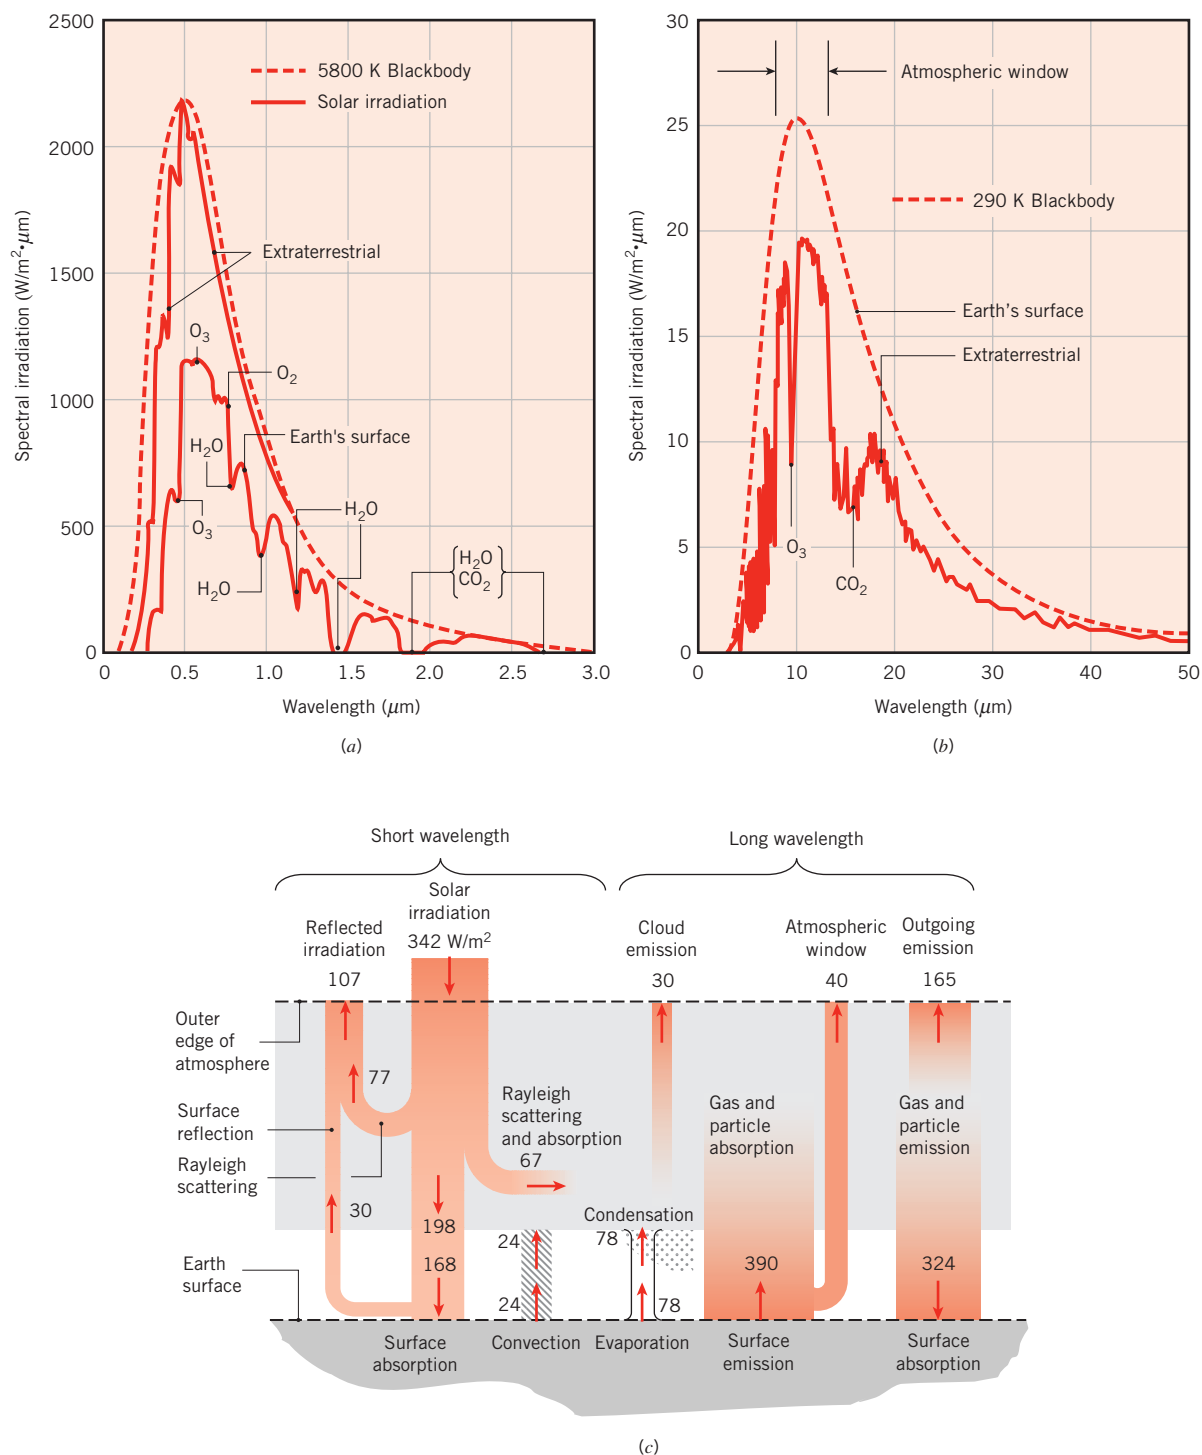 2500
2000
1500
1000
500
0
0
0.5
1.0
1.5
2.0
2.5
3.0
Spectral irradiation (W/m²•μm)
Wavelength (μm)
5800 K Blackbody
Solar irradiation
Extraterrestrial
O₃
O₂
H₂O
Earth's surface
O₃
H₂O
H₂O
H₂O
CO₂
(a)
30
25
20
15
10
5
0
0
10
20
30
40
50
Spectral irradiation (W/m²•μm)
Wavelength (μm)
Atmospheric window
290 K Blackbody
Earth's surface
Extraterrestrial
O₃
CO₂
(b)
Short wavelength
Long wavelength
Solar
irradiation
342 W/m²
Reflected
irradiation
107
Cloud
emission
30
Atmospheric
window
40
Outgoing
emission
165
Outer
edge of
atmosphere
77
Surface
reflection
Rayleigh
scattering
30
Rayleigh
scattering
and absorption
67
Gas and
particle
absorption
Gas and
particle
emission
198
168
Condensation
24
78
Earth
surface
24
78
390
324
Surface
absorption
Convection
Evaporation
Surface
emission
Surface
absorption
(c)